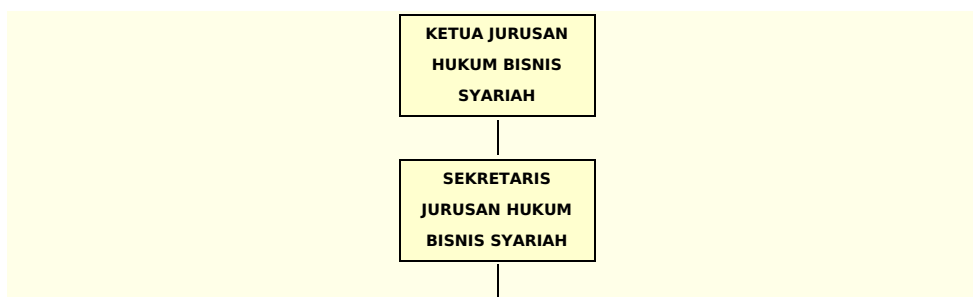 KETUA JURUSAN
HUKUM BISNIS
SYARIAH
SEKRETARIS
JURUSAN HUKUM
BISNIS SYARIAH